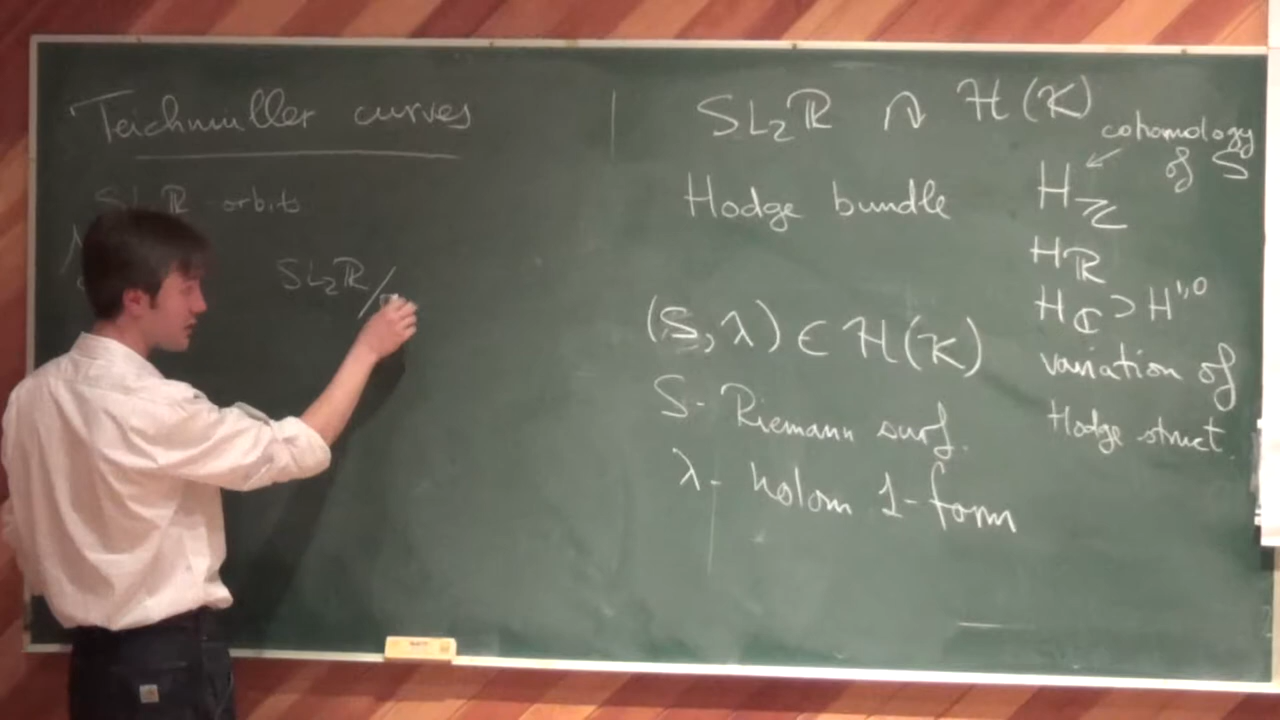 Teichmüller curves
SL₂ℝ - orbits
SL₂ℝ/
SL₂ℝ ↷ H(K)
cohomology
of S
Hodge bundle
H_ℤ
H_ℝ
H_ℂ ⊃ H^{1,0}
variation of
Hodge struct.
(S, λ) ∈ H(K)
S - Riemann surf.
λ - holom 1-form